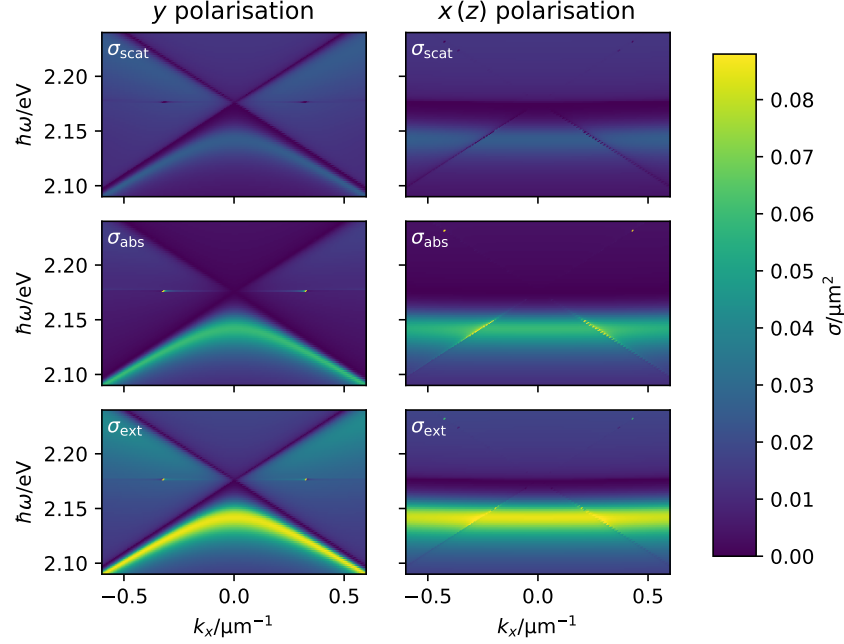 y polarisation
x (z) polarisation
σscat
σscat
ħω/eV
2.20
2.15
2.10
σabs
σabs
ħω/eV
2.20
2.15
2.10
σext
σext
ħω/eV
2.20
2.15
2.10
−0.5
0.0
0.5
−0.5
0.0
0.5
kx/μm⁻¹
kx/μm⁻¹
0.08
0.07
0.06
0.05
0.04
0.03
0.02
0.01
0.00
σ/μm²